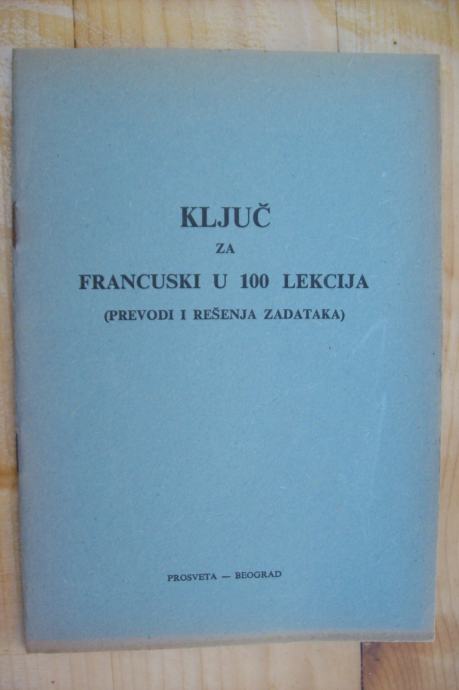 KLJUČ
ZA
FRANCUSKI U 100 LEKCIJA
(PREVODI I REŠENJA ZADATAKA)
PROSVETA — BEOGRAD